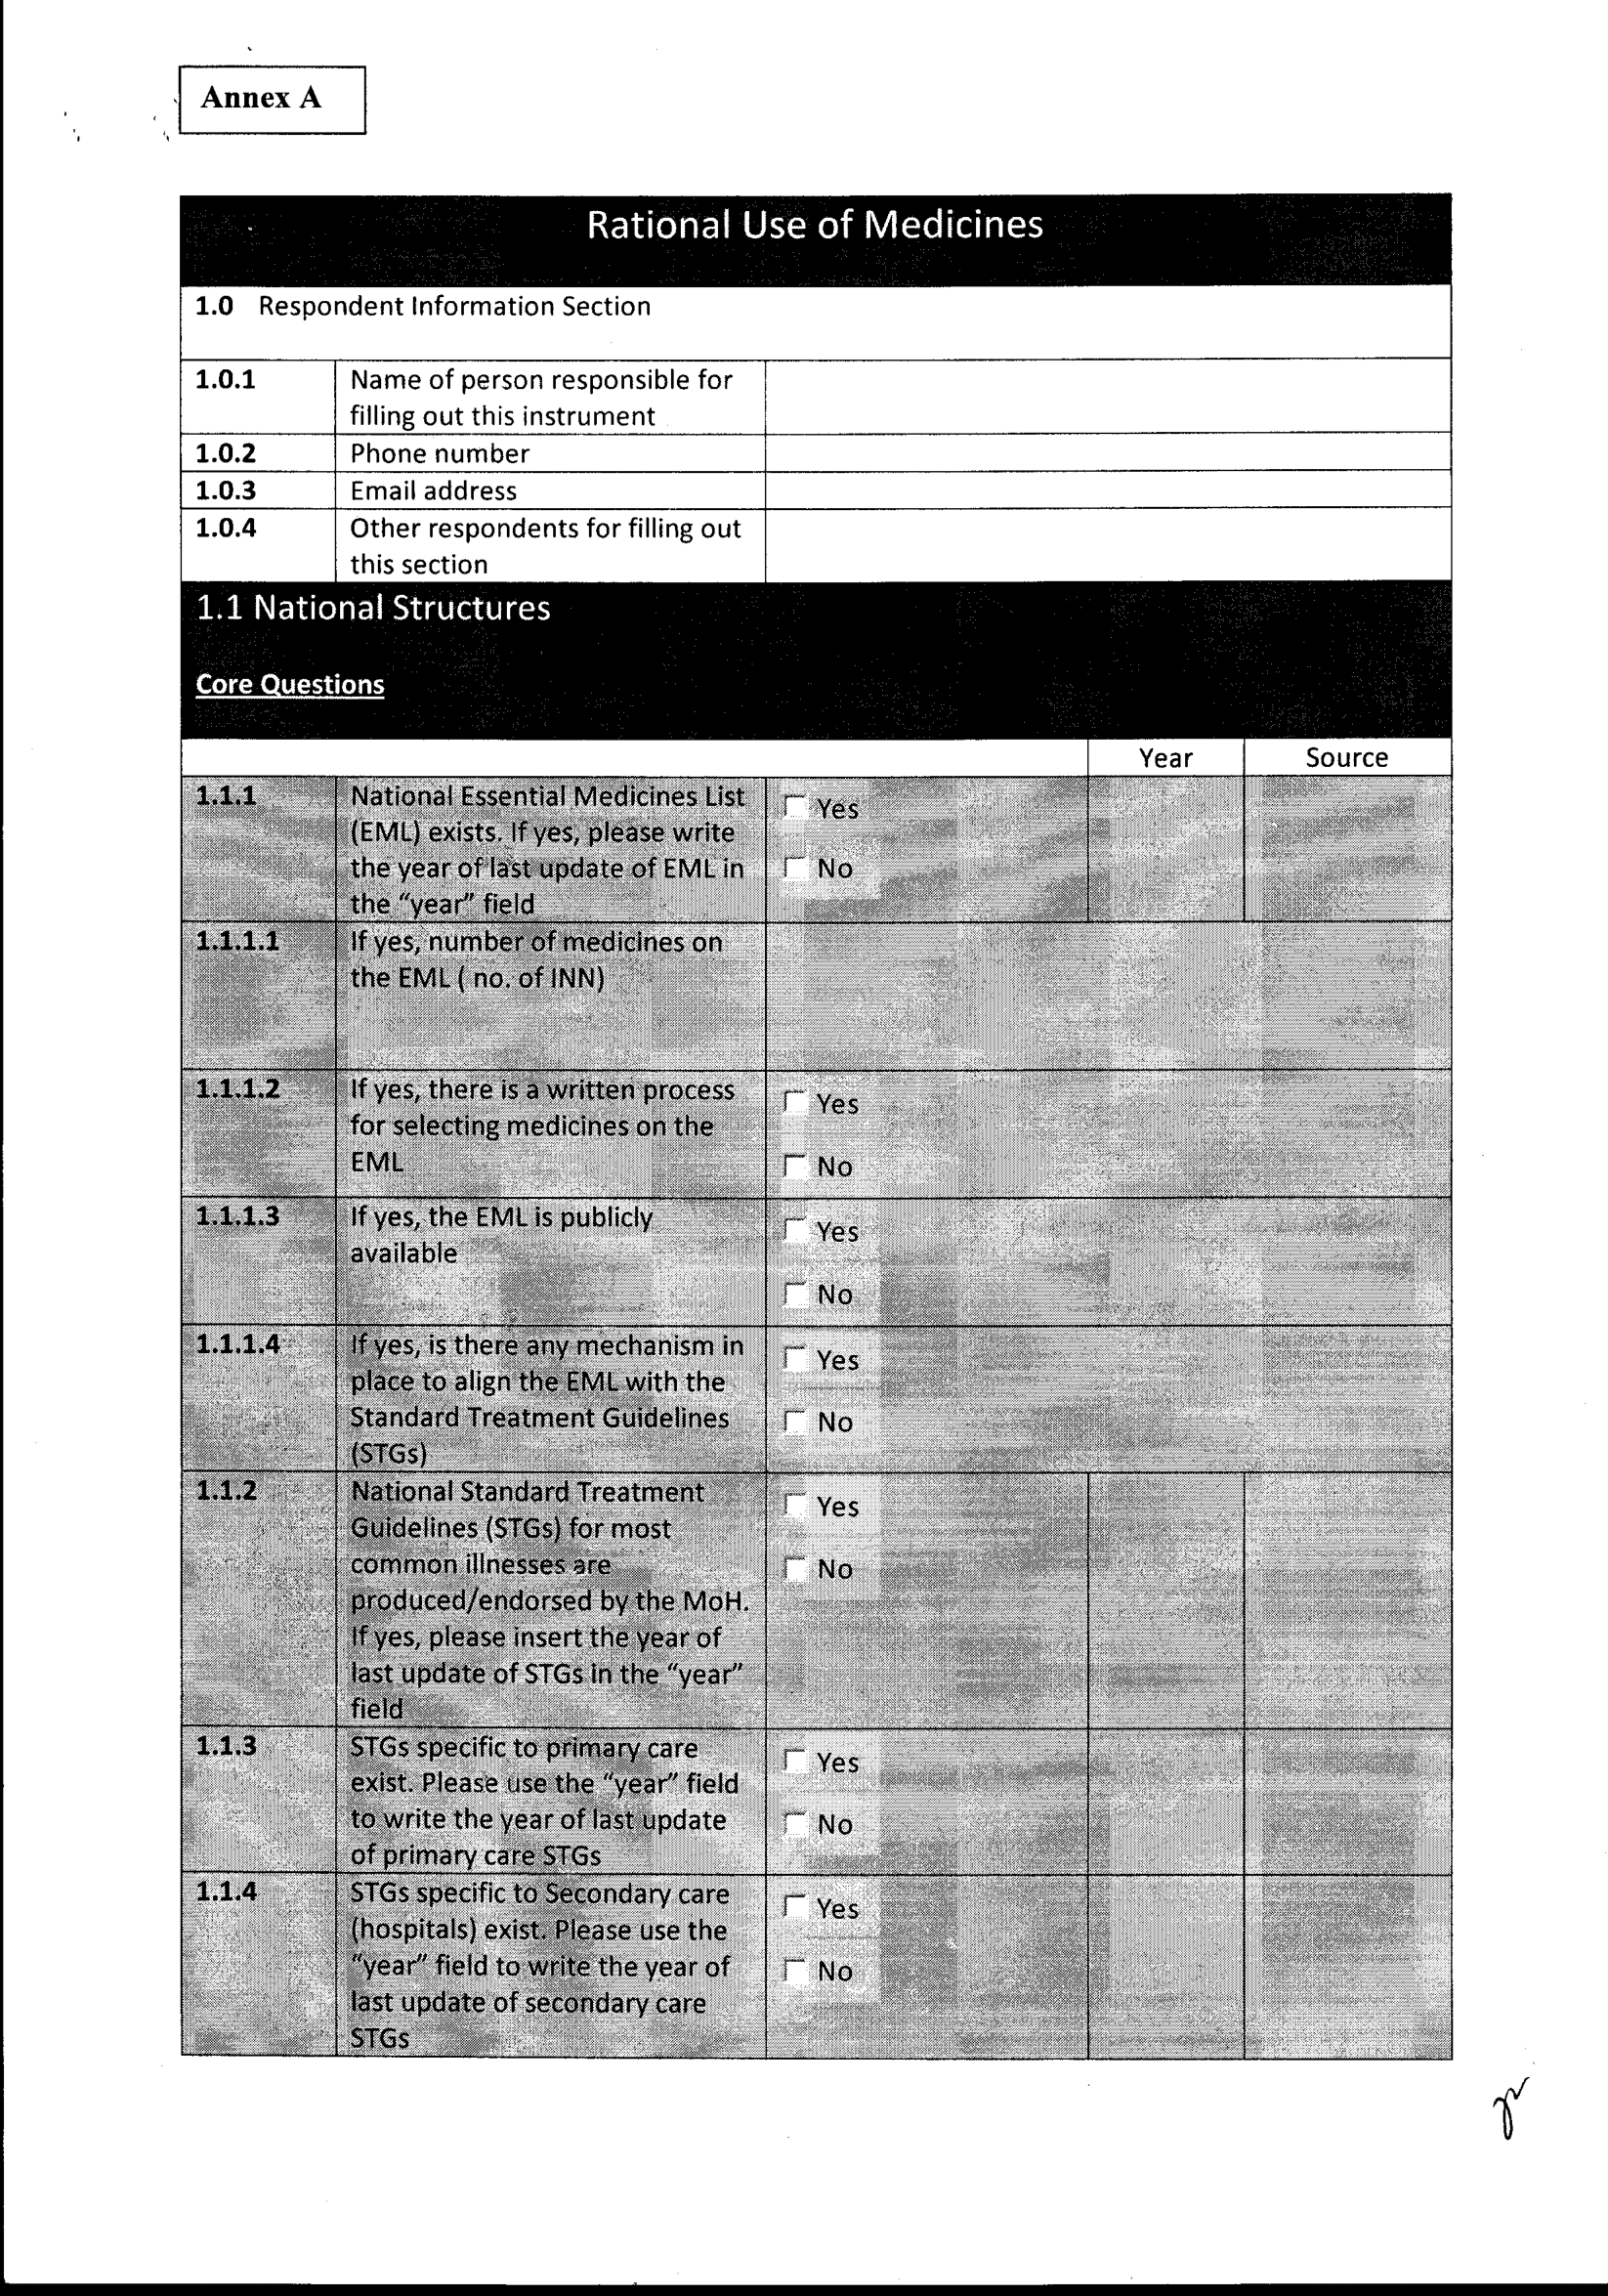 Annex A
Rational Use of Medicines
1.0 Respondent Information Section
1.0.1 Name of person responsible for
filling out this instrument
1.0.2 Phone number
1.0.3 Email address
1.0.4 Other respondents for filling out
this section
1.1 National Structures
Core Questions
Year Source
1.1.1 National Essential Medicines List
(EML) exists. If yes, please write
the year of last update of EML in
the “year” field
Yes
No
1.1.1.1 If yes, number of medicines on
the EML ( no. of INN)
1.1.1.2 If yes, there is a written process
for selecting medicines on the
EML
Yes
No
1.1.1.3 If yes, the EML is publicly
available
Yes
No
1.1.1.4 If yes, is there any mechanism in
place to align the EML with the
Standard Treatment Guidelines
(STGs)
Yes
No
1.1.2 National Standard Treatment
Guidelines (STGs) for most
common illnesses are
produced/endorsed by the MoH.
If yes, please insert the year of
last update of STGs in the “year”
field
Yes
No
1.1.3 STGs specific to primary care
exist. Please use the “year” field
to write the year of last update
of primary care STGs
Yes
No
1.1.4 STGs specific to Secondary care
(hospitals) exist. Please use the
“year” field to write the year of
last update of secondary care
STGs
Yes
No